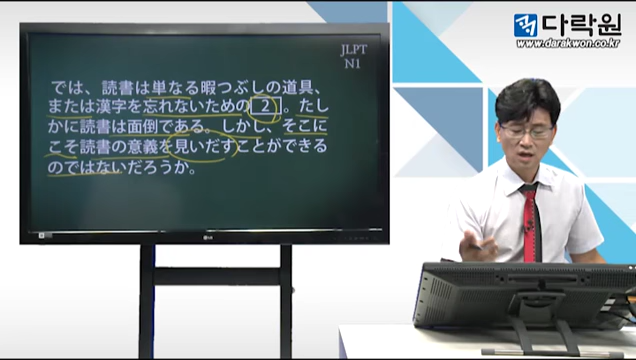 다락원
www.darakwon.co.kr
JLPT
N1
では、読書は単なる暇つぶしの道具、
または漢字を忘れないための 2 。たし
かに読書は面倒である。しかし、そこに
こそ読書の意義を見いだすことができる
のではないだろうか。
LG